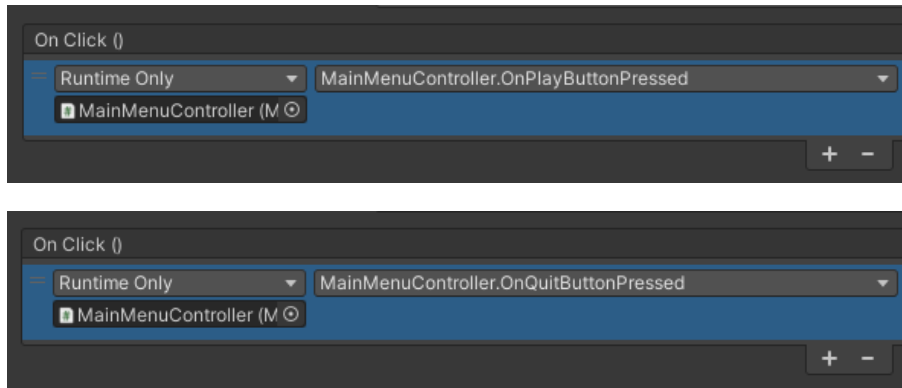 On Click ()
Runtime Only MainMenuController.OnPlayButtonPressed
MainMenuController (M
+ -
On Click ()
Runtime Only MainMenuController.OnQuitButtonPressed
MainMenuController (M
+ -